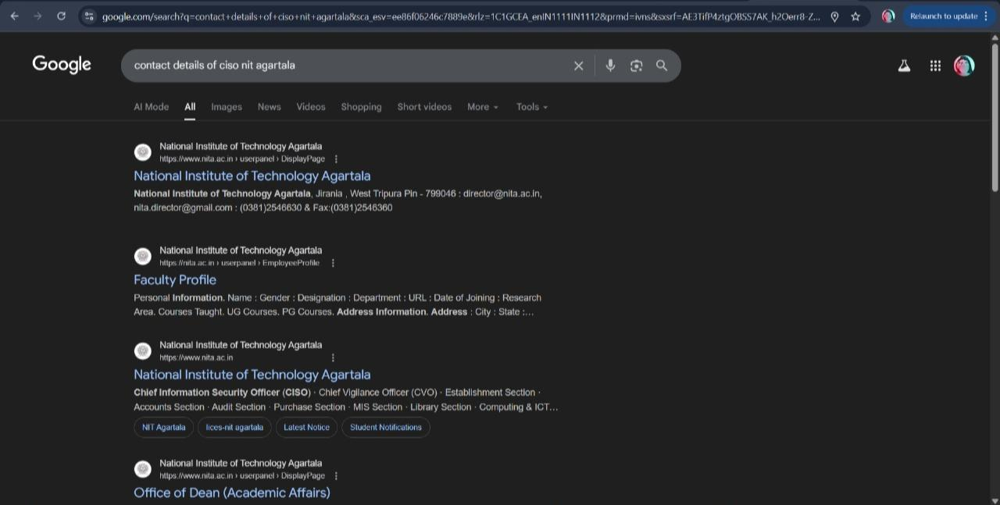 google.com/search?q=contact+details+of+ciso+nit+agartala&sca_esv=ee86f06246c7889e&rlz=1C1GCEA_enIN1111IN1112&prmd=ivns&sxsrf=AE3TifP4ztgOBSS7AK_h2Oerr8-Z...
Relaunch to update
Google
contact details of ciso nit agartala
AI Mode All Images News Videos Shopping Short videos More Tools
National Institute of Technology Agartala
https://www.nita.ac.in › userpanel › DisplayPage
National Institute of Technology Agartala
National Institute of Technology Agartala, Jirania , West Tripura Pin - 799046 : director@nita.ac.in,
nita.director@gmail.com : (0381)2546630 & Fax:(0381)2546360
National Institute of Technology Agartala
https://nita.ac.in › userpanel › EmployeeProfile
Faculty Profile
Personal Information. Name : Gender : Designation : Department : URL : Date of Joining : Research
Area. Courses Taught. UG Courses. PG Courses. Address Information. Address : City : State :...
National Institute of Technology Agartala
https://www.nita.ac.in
National Institute of Technology Agartala
Chief Information Security Officer (CISO) · Chief Vigilance Officer (CVO) · Establishment Section ·
Accounts Section · Audit Section · Purchase Section · MIS Section · Library Section · Computing & ICT...
NIT Agartala lices-nit agartala Latest Notice Student Notifications
National Institute of Technology Agartala
https://www.nita.ac.in › userpanel › DisplayPage
Office of Dean (Academic Affairs)